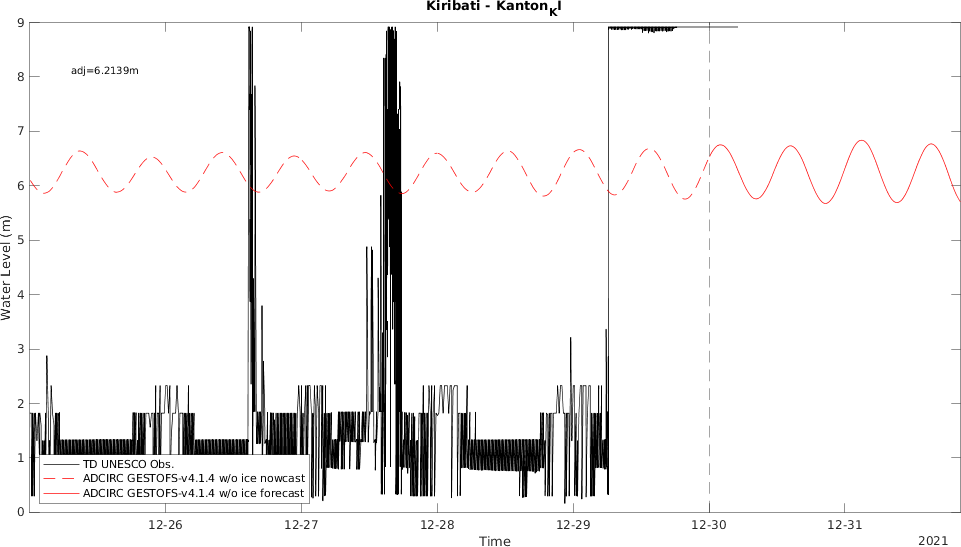 Kiribati - Kanton_KI
adj=6.2139m
9
8
7
6
5
4
3
2
1
0
Water Level (m)
TD UNESCO Obs.
ADCIRC GESTOFS-v4.1.4 w/o ice nowcast
ADCIRC GESTOFS-v4.1.4 w/o ice forecast
12-26 12-27 12-28 12-29 12-30 12-31
Time
2021